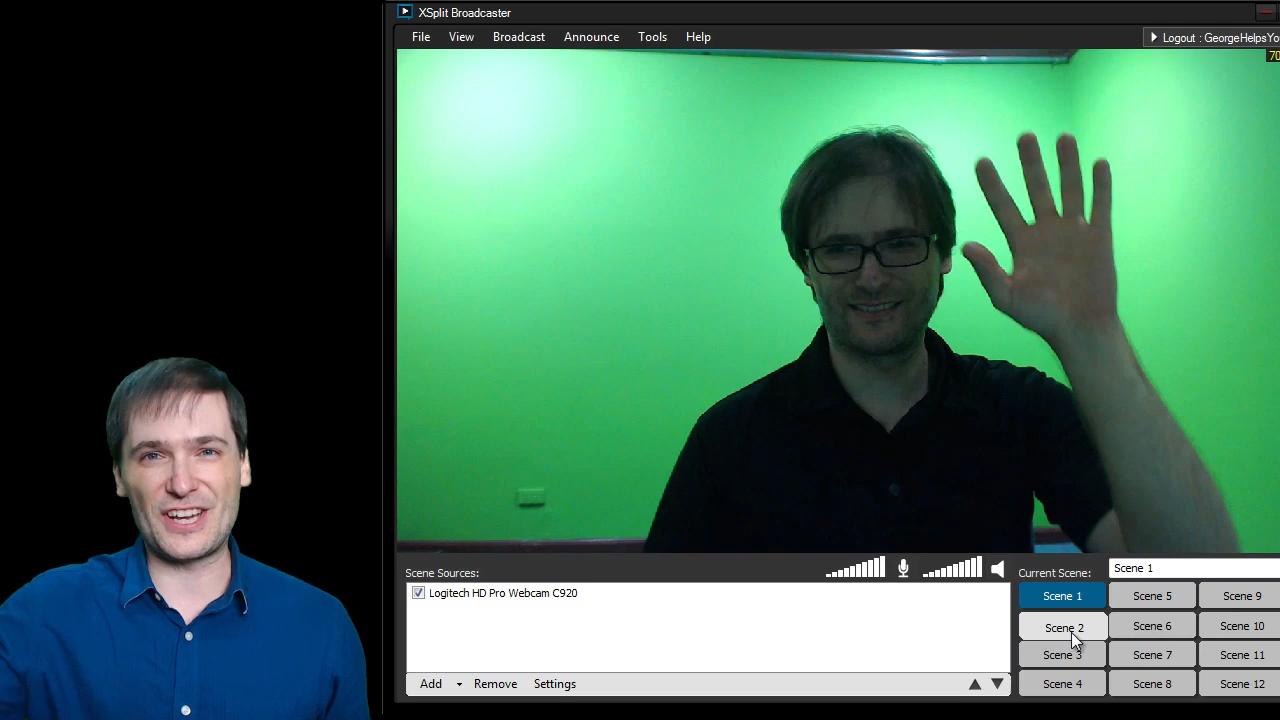 XSplit Broadcaster
File View Broadcast Announce Tools Help
Logout : GeorgeHelpsYo
70
Scene Sources:
Logitech HD Pro Webcam C920
Add Remove Settings
Current Scene: Scene 1
Scene 1 Scene 5 Scene 9
Scene 2 Scene 6 Scene 10
Scene 3 Scene 7 Scene 11
Scene 4 Scene 8 Scene 12